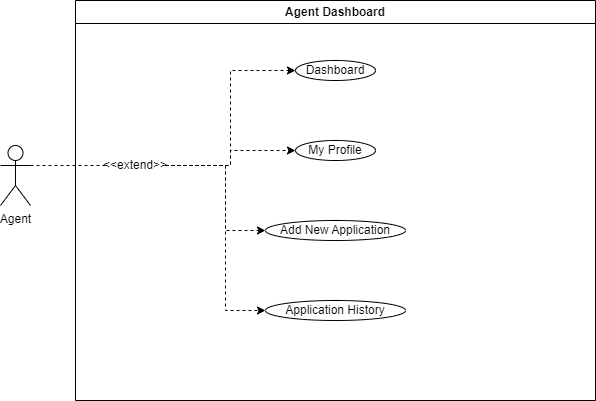 Agent Dashboard
Dashboard
My Profile
<<extend>>
Agent
Add New Application
Application History